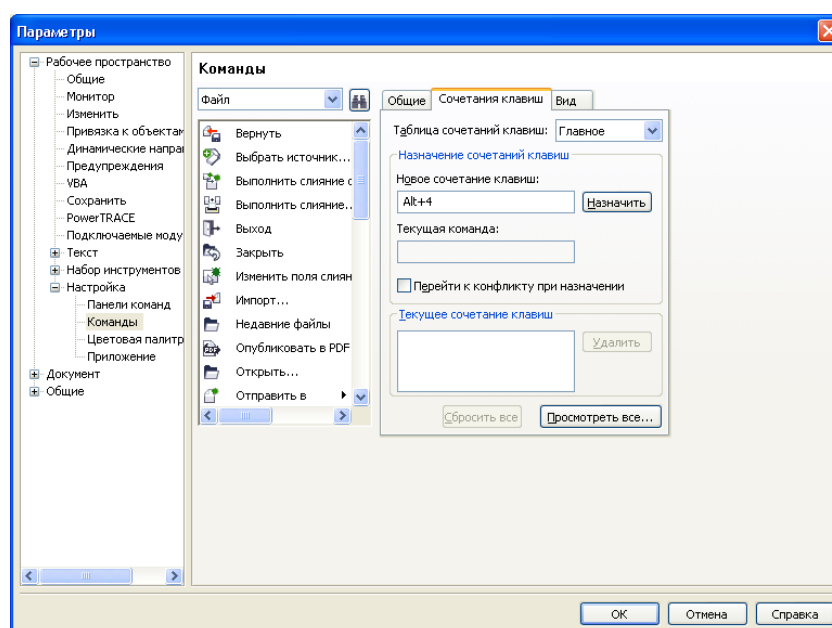 Параметры
Рабочее пространство
Общие
Монитор
Изменить
Привязка к объектам
Динамические напра
Предупреждения
VBA
Сохранить
PowerTRACE
Подключаемые моду
Текст
Набор инструментов
Настройка
Панели команд
Команды
Цветовая палитр
Приложение
Документ
Общие
Команды
Файл
Вернуть
Выбрать источник...
Выполнить слияние с
Выполнить слияние..
Выход
Закрыть
Изменить поля слиян
Импорт...
Недавние файлы
Опубликовать в PDF
Открыть...
Отправить в
Общие
Сочетания клавиш
Вид
Таблица сочетаний клавиш:
Главное
Назначение сочетаний клавиш
Новое сочетание клавиш:
Alt+4
Назначить
Текущая команда:
Перейти к конфликту при назначении
Текущее сочетание клавиш
Удалить
Сбросить все
Просмотреть все...
ОК
Отмена
Справка